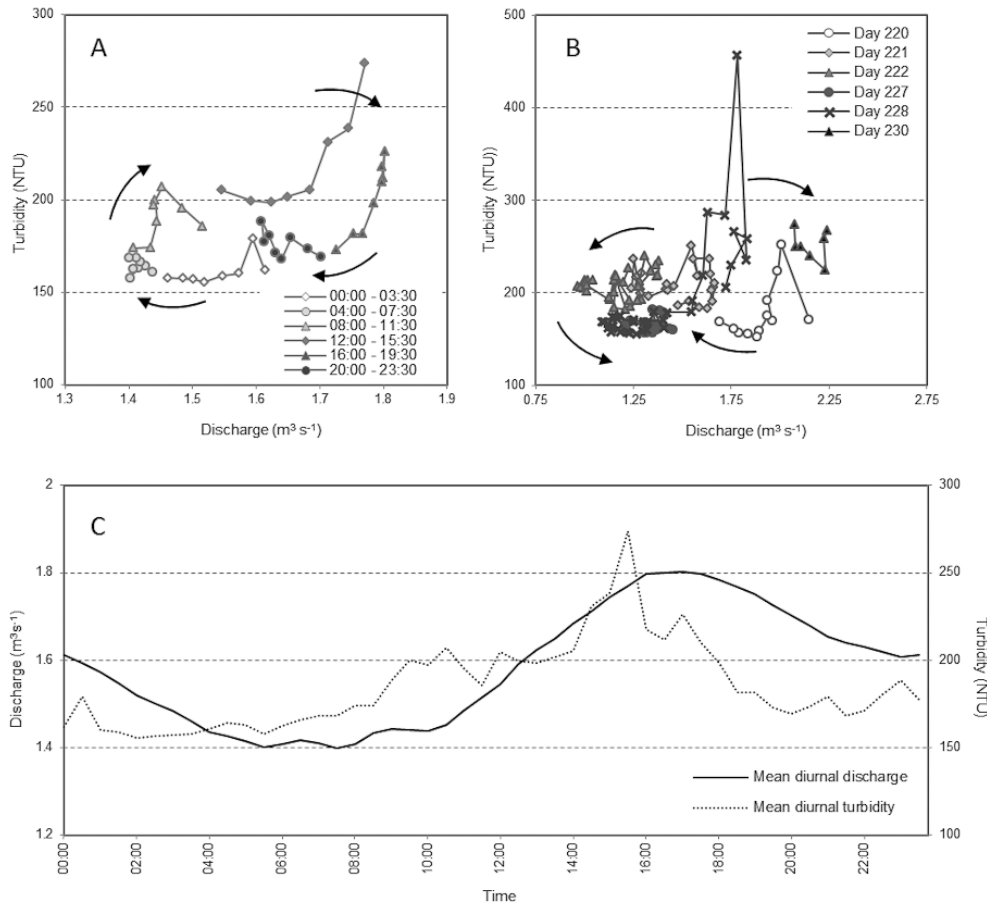 A
300
250
200
150
100
Turbidity (NTU)
1.3
1.4
1.5
1.6
1.7
1.8
1.9
Discharge (m³ s⁻¹)
00:00 - 03:30
04:00 - 07:30
08:00 - 11:30
12:00 - 15:30
16:00 - 19:30
20:00 - 23:30
B
500
400
300
200
100
Turbidity (NTU))
0.75
1.25
1.75
2.25
2.75
Discharge (m³ s⁻¹)
Day 220
Day 221
Day 222
Day 227
Day 228
Day 230
C
2
1.8
1.6
1.4
1.2
Discharge (m³s⁻¹)
300
250
200
150
100
Turbidity (NTU)
Mean diurnal discharge
Mean diurnal turbidity
00:00
02:00
04:00
06:00
08:00
10:00
12:00
14:00
16:00
18:00
20:00
22:00
Time